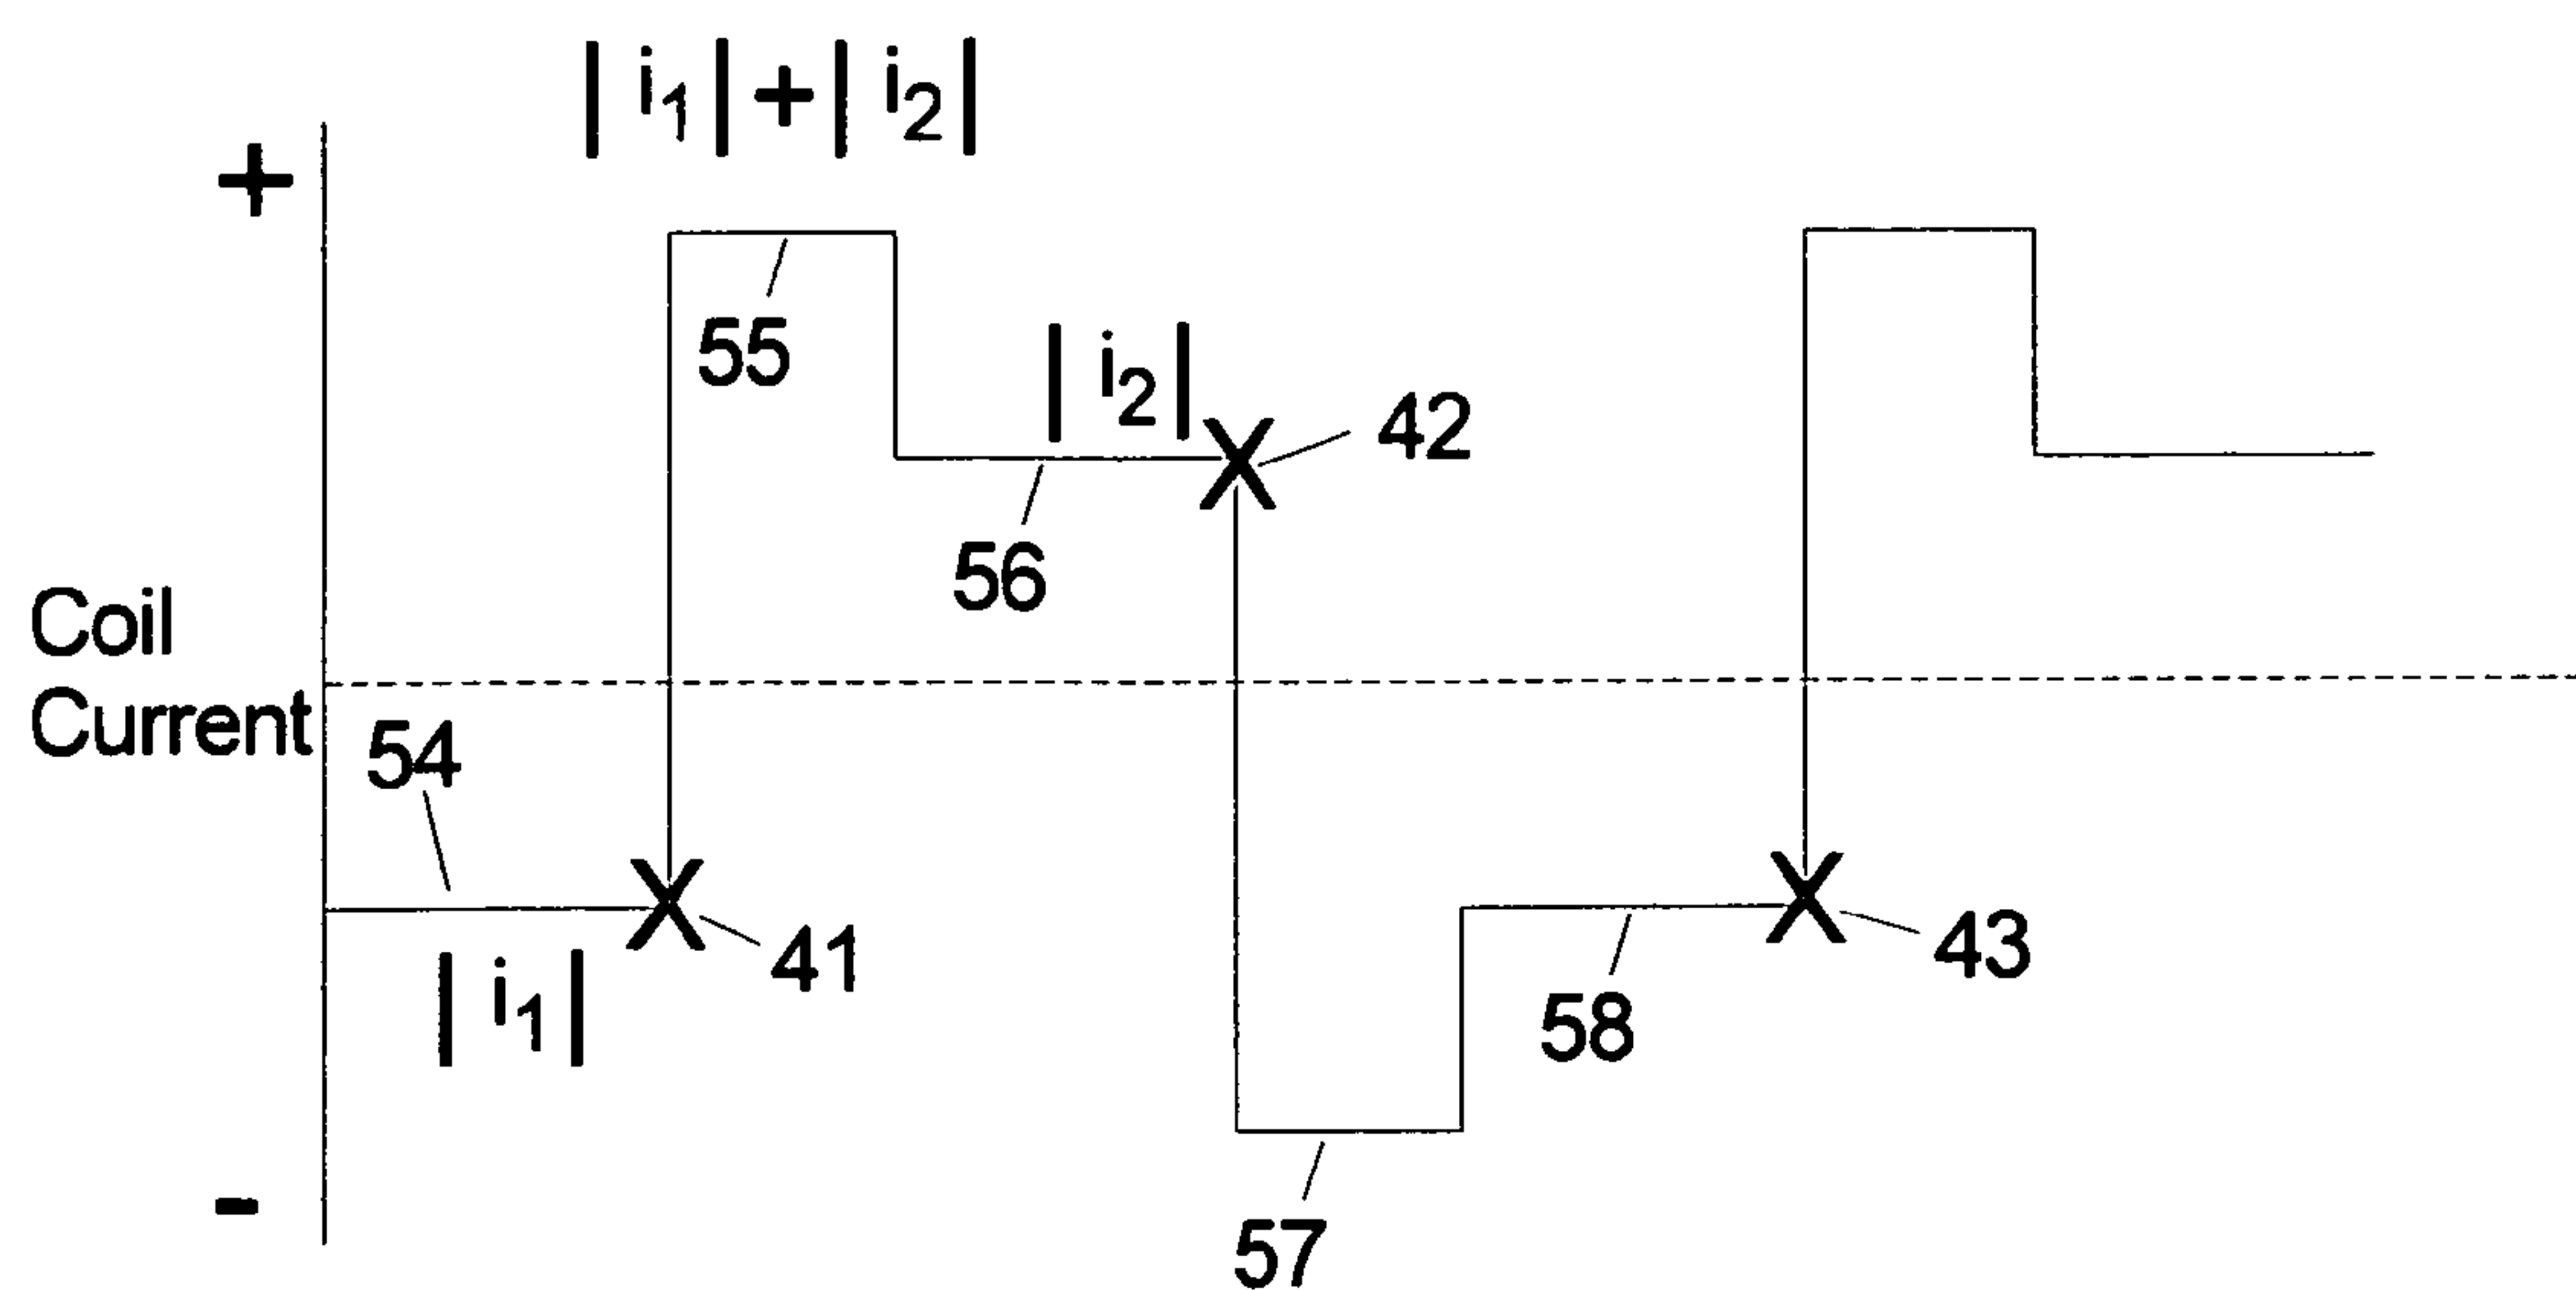 | i₁ | + | i₂ |
+
55
| i₂ |
42
56
Coil
Current
54
41
| i₁ |
43
58
-
57